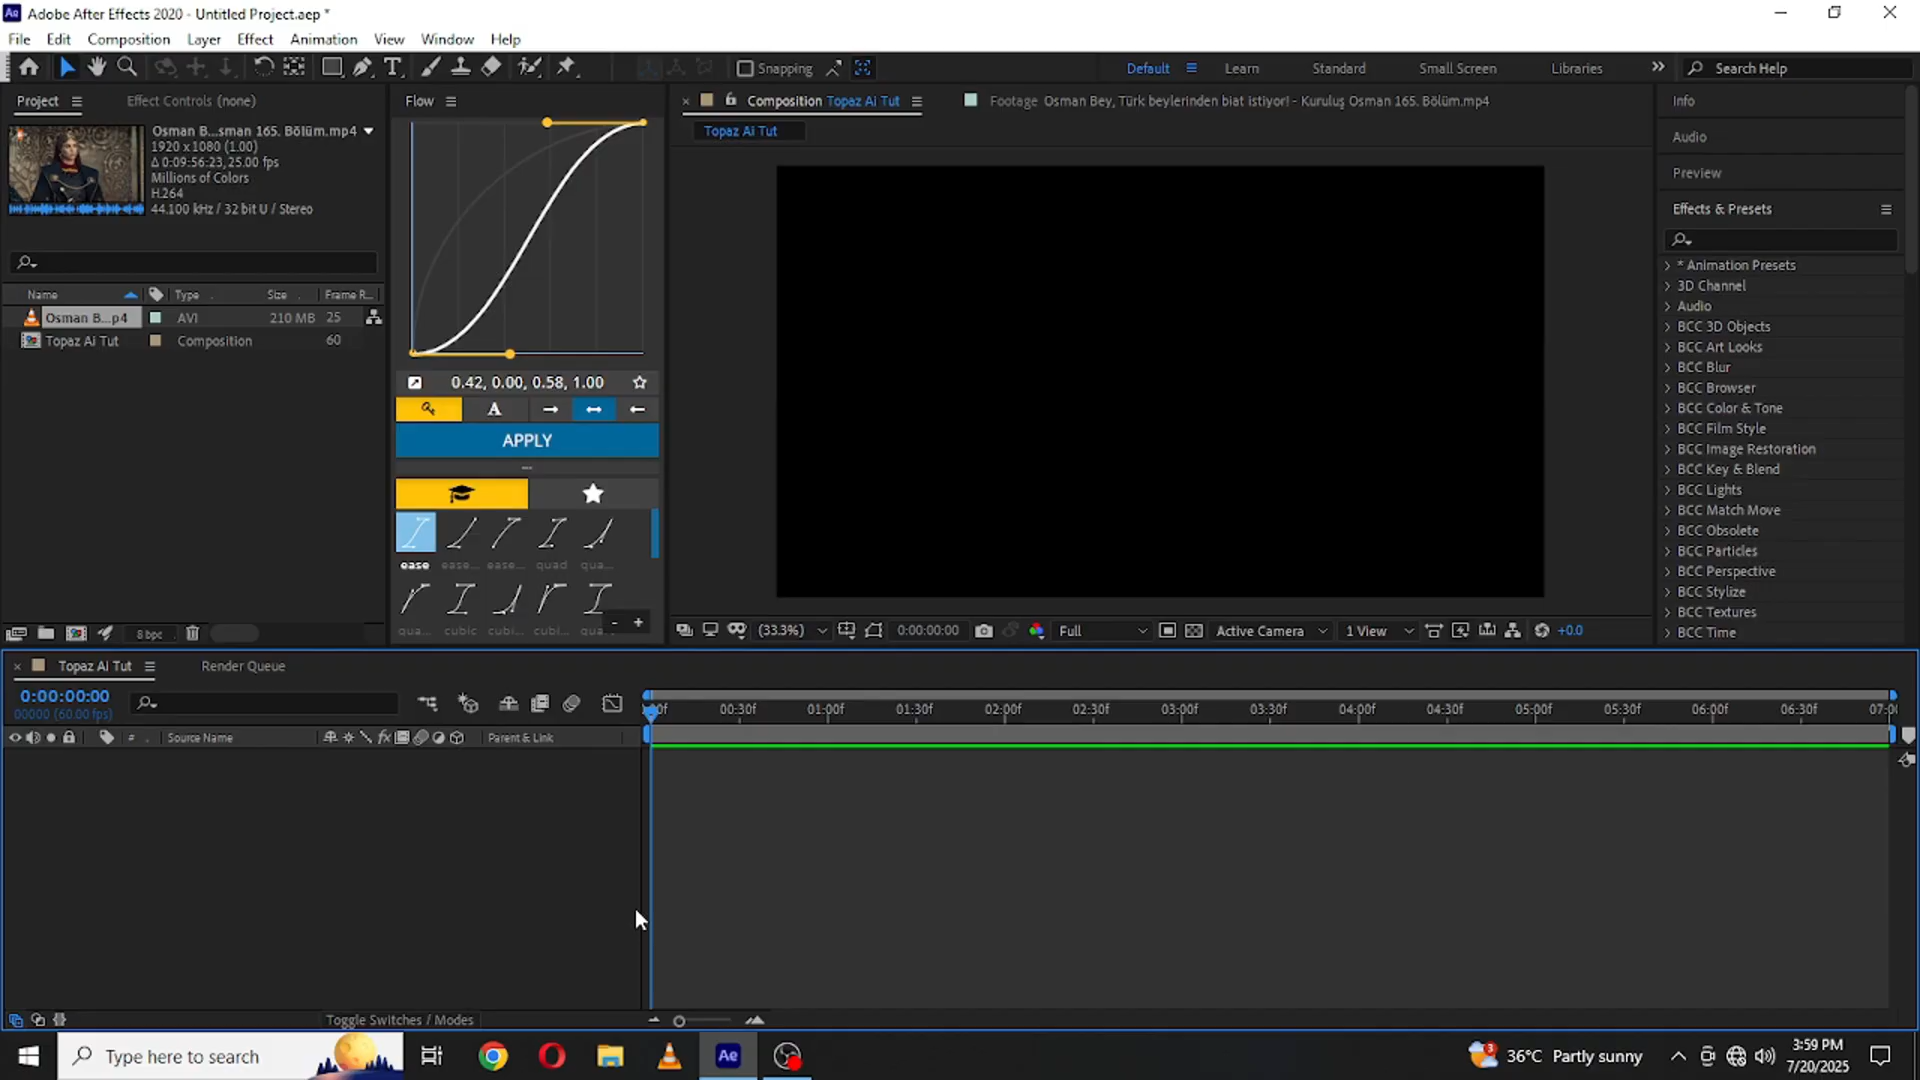 Adobe After Effects 2020 - Untitled Project.aep *
File Edit Composition Layer Effect Animation View Window Help
Snapping
Default Learn Standard Small Screen Libraries Search Help
Project Effect Controls (none)
Osman B...sman 165. Bölüm.mp4
1920 x 1080 (1.00)
Δ 0:09:56:23, 25.00 fps
Millions of Colors
H.264
44.100 kHz / 32 bit U / Stereo
Name Type Size Frame R...
Osman B...p4 AVI 210 MB 25
Topaz Ai Tut Composition 60
8 bpc
Flow
0.42, 0.00, 0.58, 1.00
A
APPLY
ease ease... ease... quad qua...
qua... cubic cubi... cubi... qua...
- +
Composition Topaz Ai Tut
Footage Osman Bey, Türk beylerinden biat istiyor! - Kuruluş Osman 165. Bölüm.mp4
Topaz Ai Tut
(33.3%) 0:00:00:00 Full Active Camera 1 View +0.0
Info
Audio
Preview
Effects & Presets
* Animation Presets
3D Channel
Audio
BCC 3D Objects
BCC Art Looks
BCC Blur
BCC Browser
BCC Color & Tone
BCC Film Style
BCC Image Restoration
BCC Key & Blend
BCC Lights
BCC Match Move
BCC Obsolete
BCC Particles
BCC Perspective
BCC Stylize
BCC Textures
BCC Time
Topaz Ai Tut Render Queue
0:00:00:00
00000 (60.00 fps)
00:30f 01:00f 01:30f 02:00f 02:30f 03:00f 03:30f 04:00f 04:30f 05:00f 05:30f 06:00f 06:30f 07:00
# Source Name fx Parent & Link
Toggle Switches / Modes
Type here to search
Ae
3
36°C Partly sunny
3:59 PM
7/20/2025